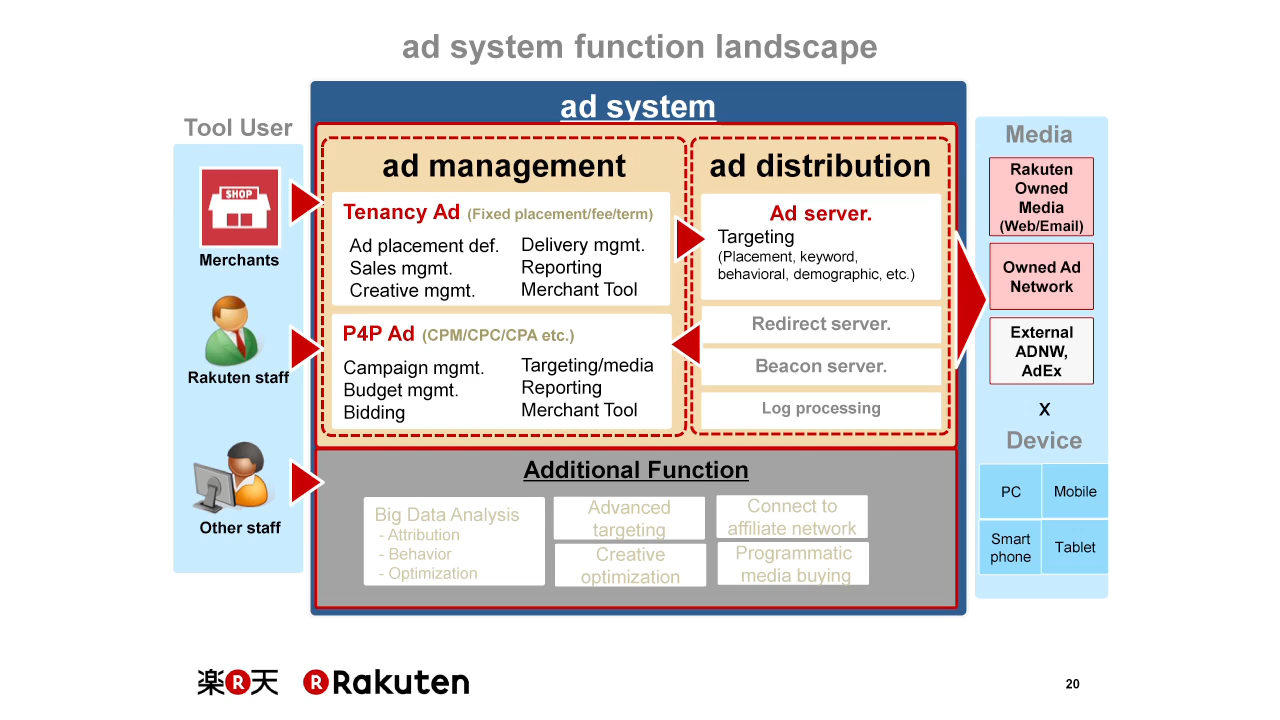 ad system function landscape
Tool User
SHOP
Merchants
Rakuten staff
Other staff
ad system
ad management
Tenancy Ad (Fixed placement/fee/term)
Ad placement def.
Sales mgmt.
Creative mgmt.
Delivery mgmt.
Reporting
Merchant Tool
P4P Ad (CPM/CPC/CPA etc.)
Campaign mgmt.
Budget mgmt.
Bidding
Targeting/media
Reporting
Merchant Tool
ad distribution
Ad server.
Targeting
(Placement, keyword,
behavioral, demographic, etc.)
Redirect server.
Beacon server.
Log processing
Additional Function
Big Data Analysis
- Attribution
- Behavior
- Optimization
Advanced
targeting
Creative
optimization
Connect to
affiliate network
Programmatic
media buying
Media
Rakuten
Owned
Media
(Web/Email)
Owned Ad
Network
External
ADNW,
AdEx
X
Device
PC
Mobile
Smart
phone
Tablet
楽R天
R Rakuten
20